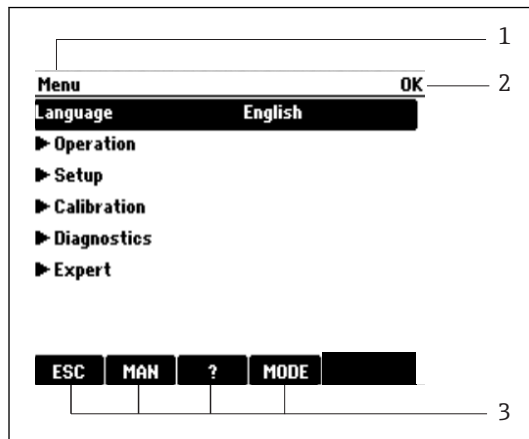 1
Menu OK 2
Language English
Operation
Setup
Calibration
Diagnostics
Expert
ESC MAN ? MODE
3